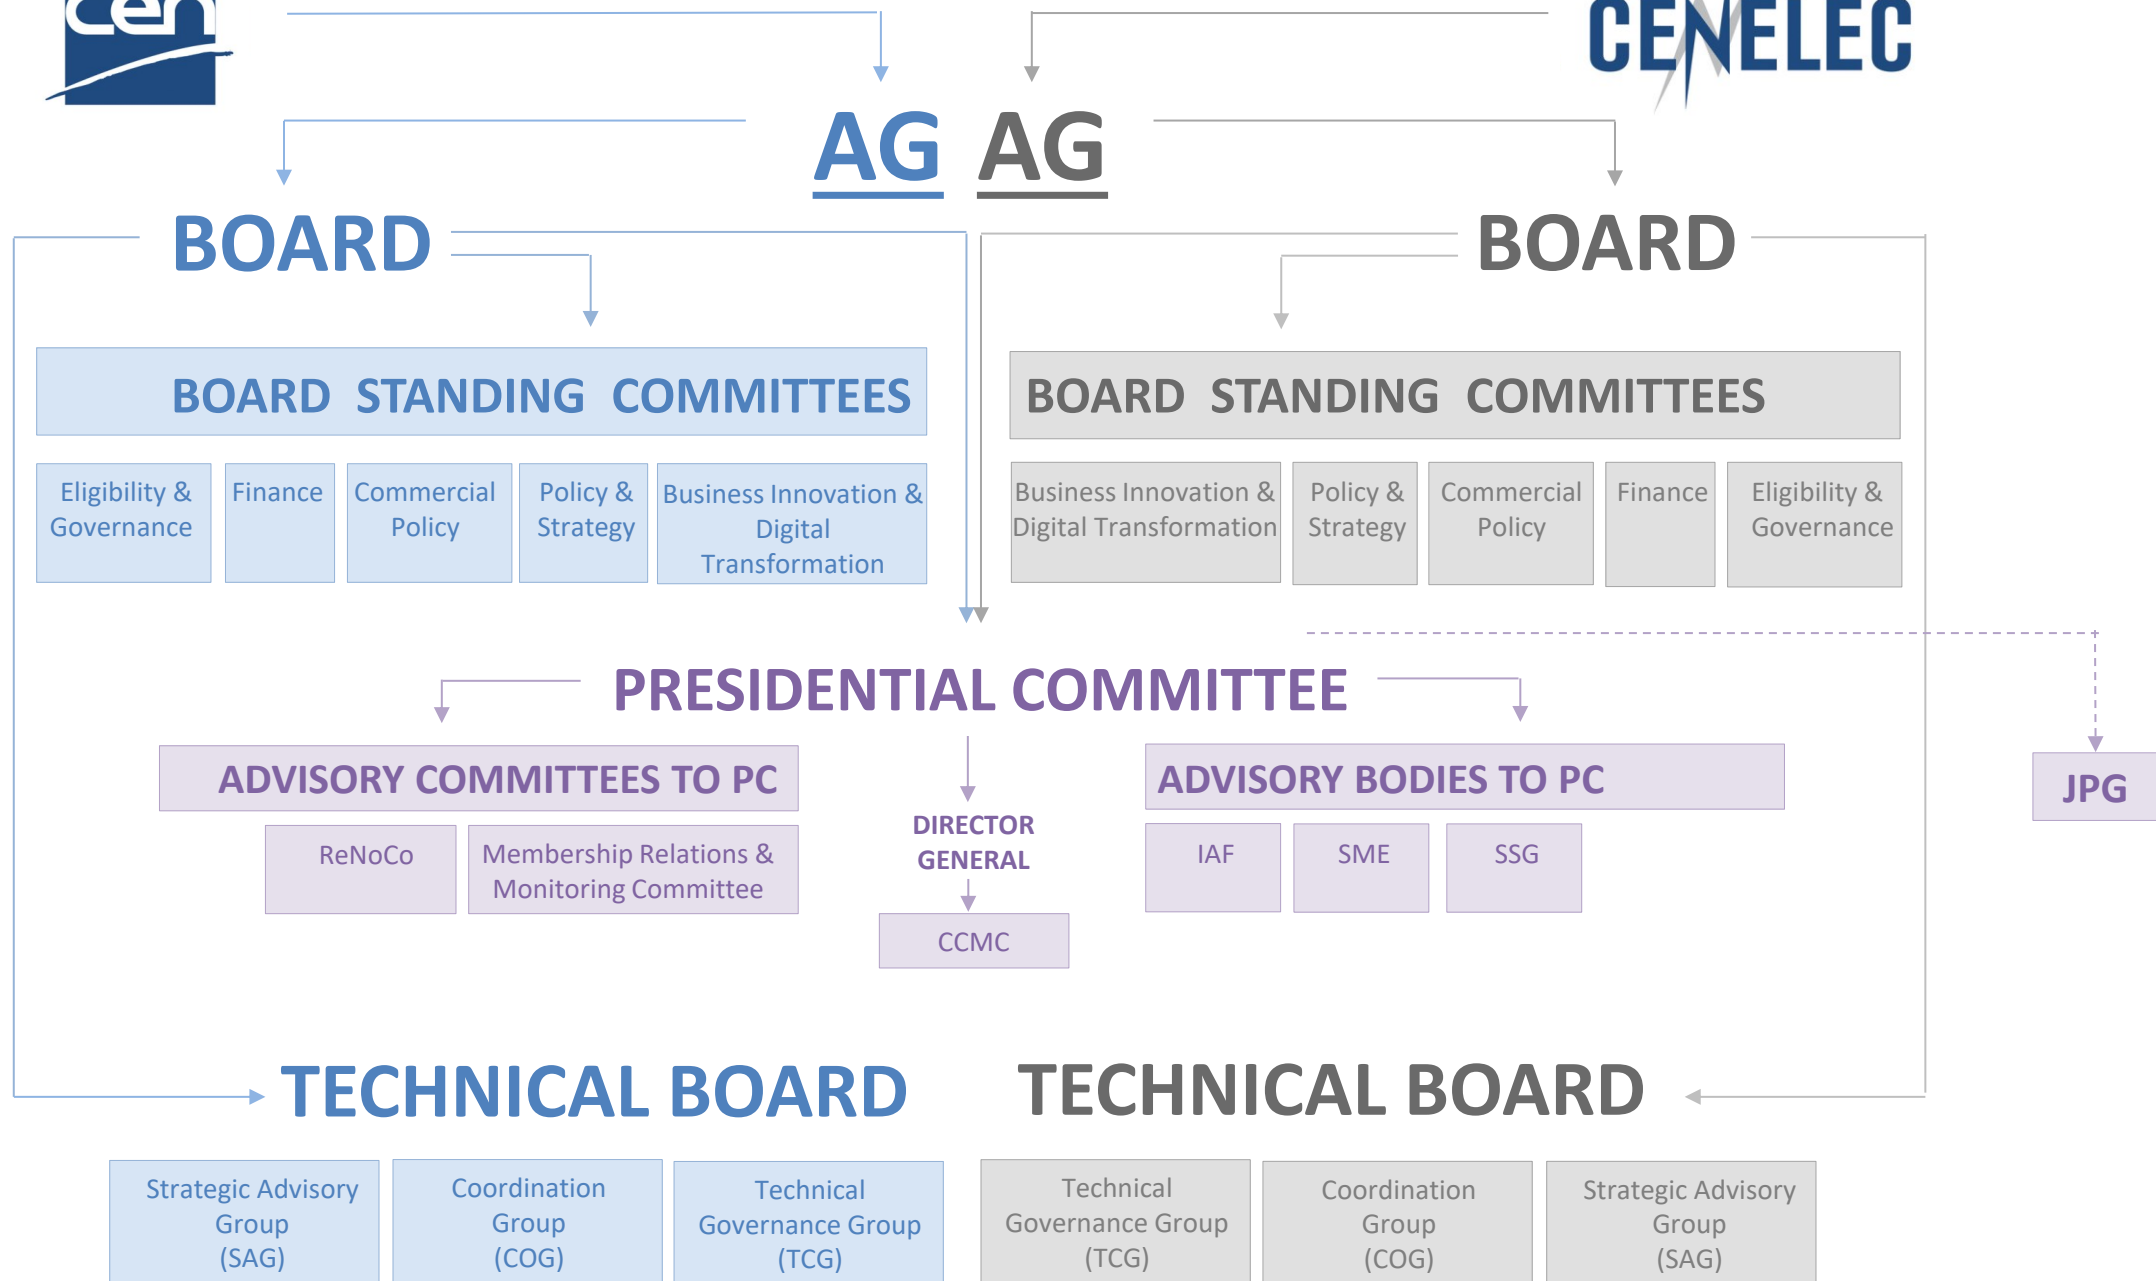 cen
CENELEC
AG AG
BOARD
BOARD
BOARD STANDING COMMITTEES
BOARD STANDING COMMITTEES
Eligibility &
Governance
Finance
Commercial
Policy
Policy &
Strategy
Business Innovation &
Digital
Transformation
Business Innovation &
Digital Transformation
Policy &
Strategy
Commercial
Policy
Finance
Eligibility &
Governance
PRESIDENTIAL COMMITTEE
ADVISORY COMMITTEES TO PC
ReNoCo
Membership Relations &
Monitoring Committee
DIRECTOR
GENERAL
CCMC
ADVISORY BODIES TO PC
IAF
SME
SSG
JPG
TECHNICAL BOARD
TECHNICAL BOARD
Strategic Advisory
Group
(SAG)
Coordination
Group
(COG)
Technical
Governance Group
(TCG)
Technical
Governance Group
(TCG)
Coordination
Group
(COG)
Strategic Advisory
Group
(SAG)